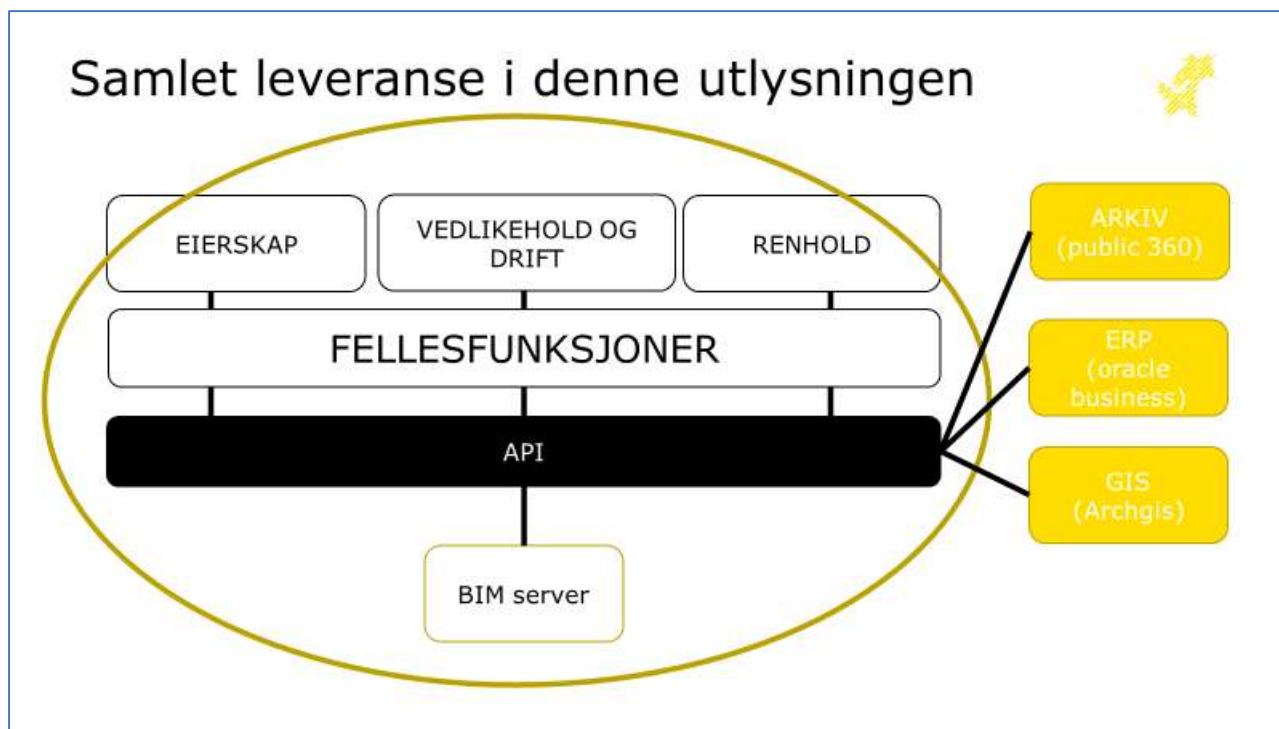 Samlet leveranse i denne utlysningen
EIERSKAP
VEDLIKEHOLD OG
DRIFT
RENHOLD
FELLESFUNKSJONER
API
BIM server
ARKIV
(public 360)
ERP
(oracle
business)
GIS
(Archgis)